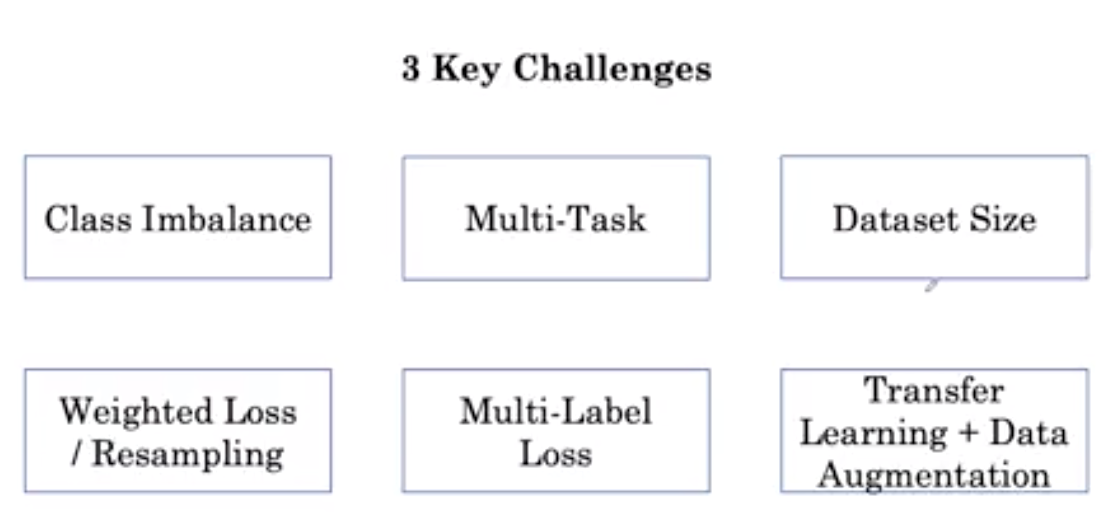 3 Key Challenges
Class Imbalance
Multi-Task
Dataset Size
Weighted Loss
/ Resampling
Multi-Label
Loss
Transfer
Learning + Data
Augmentation